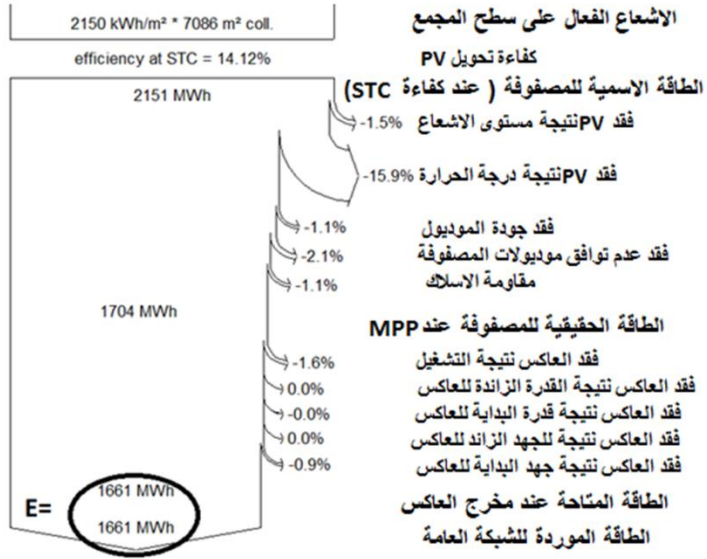 2150 kWh/m² * 7086 m² coll. الاشعاع الفعال على سطح المجمع
efficiency at STC = 14.12% كفاءة تحويل PV
2151 MWh الطاقة الاسمية للمصفوفة ( عند كفاءة STC)
-1.5% فقد PVنتيجة مستوى الاشعاع
-15.9% فقد PVنتيجة درجة الحرارة
-1.1% فقد جودة الموديول
-2.1% فقد عدم توافق موديولات المصفوفة
-1.1% مقاومة الاسلاك
1704 MWh الطاقة الحقيقية للمصفوفة عندMPP
-1.6% فقد العاكس نتيجة التشغيل
0.0% فقد العاكس نتيجة القدرة الزائدة للعاكس
-0.0% فقد العاكس نتيجة قدرة البداية للعاكس
0.0% فقد العاكس نتيجة للجهد الزائد للعاكس
-0.9% فقد العاكس نتيجة جهد البداية للعاكس
E= 1661 MWh الطاقة المتاحة عند مخرج العاكس
1661 MWh الطاقة الموردة للشبكة العامة